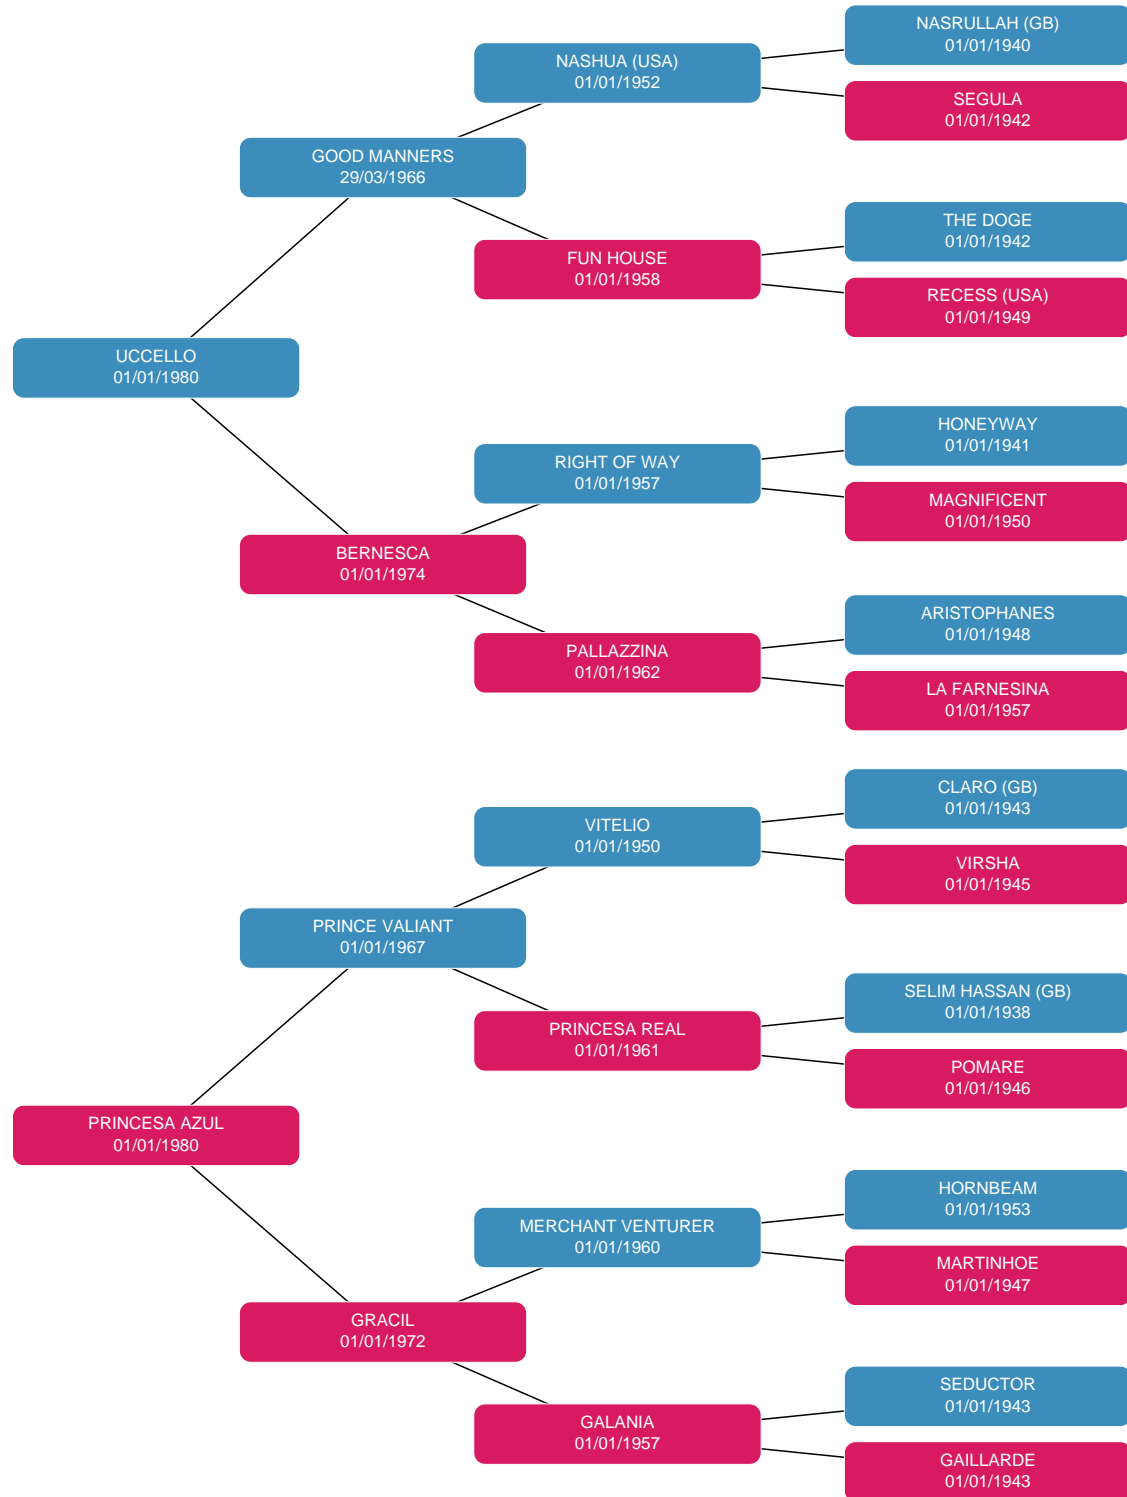 NASRULLAH (GB)
01/01/1940
NASHUA (USA)
01/01/1952
SEGULA
01/01/1942
GOOD MANNERS
29/03/1966
THE DOGE
01/01/1942
FUN HOUSE
01/01/1958
RECESS (USA)
01/01/1949
UCCELLO
01/01/1980
HONEYWAY
01/01/1941
RIGHT OF WAY
01/01/1957
MAGNIFICENT
01/01/1950
BERNESCA
01/01/1974
ARISTOPHANES
01/01/1948
PALLAZZINA
01/01/1962
LA FARNESINA
01/01/1957
CLARO (GB)
01/01/1943
VITELIO
01/01/1950
VIRSHA
01/01/1945
PRINCE VALIANT
01/01/1967
SELIM HASSAN (GB)
01/01/1938
PRINCESA REAL
01/01/1961
POMARE
01/01/1946
PRINCESA AZUL
01/01/1980
HORNBEAM
01/01/1953
MERCHANT VENTURER
01/01/1960
MARTINHOE
01/01/1947
GRACIL
01/01/1972
SEDUCTOR
01/01/1943
GALANIA
01/01/1957
GAILLARDE
01/01/1943